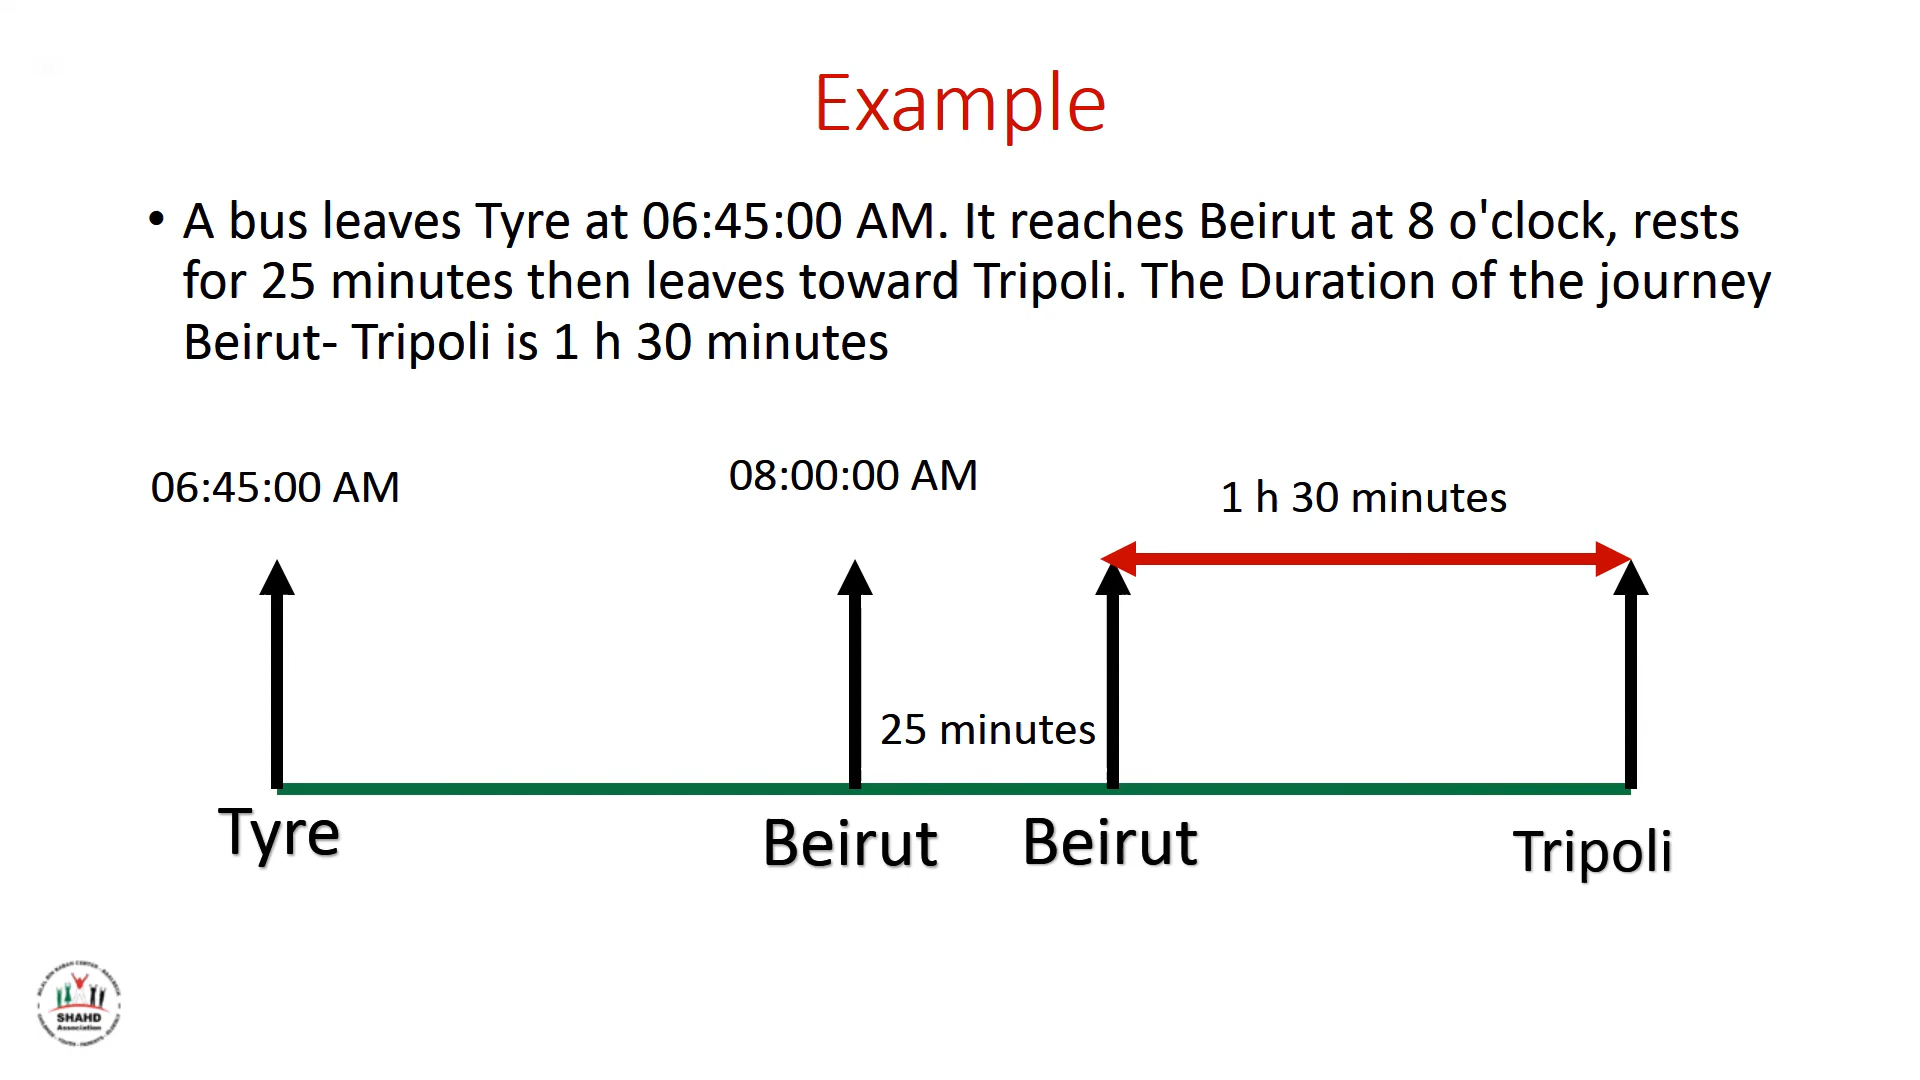 Example
• A bus leaves Tyre at 06:45:00 AM. It reaches Beirut at 8 o'clock, rests
for 25 minutes then leaves toward Tripoli. The Duration of the journey
Beirut- Tripoli is 1 h 30 minutes
06:45:00 AM
08:00:00 AM
1 h 30 minutes
25 minutes
Tyre
Beirut
Beirut
Tripoli
SHAHD
Association